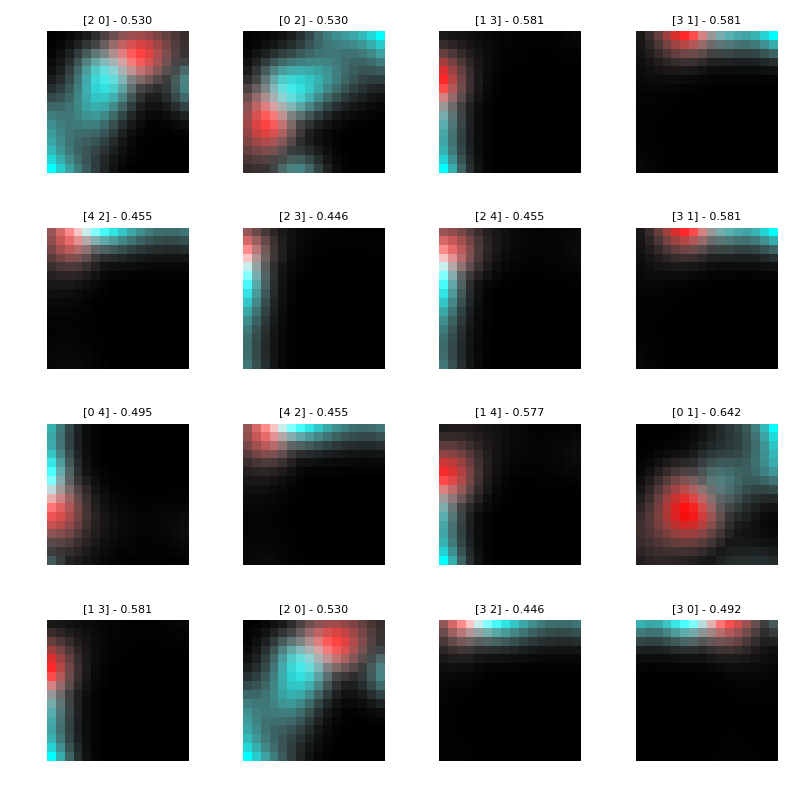 [2 0] - 0.530
[0 2] - 0.530
[1 3] - 0.581
[3 1] - 0.581
[4 2] - 0.455
[2 3] - 0.446
[2 4] - 0.455
[3 1] - 0.581
[0 4] - 0.495
[4 2] - 0.455
[1 4] - 0.577
[0 1] - 0.642
[1 3] - 0.581
[2 0] - 0.530
[3 2] - 0.446
[3 0] - 0.492